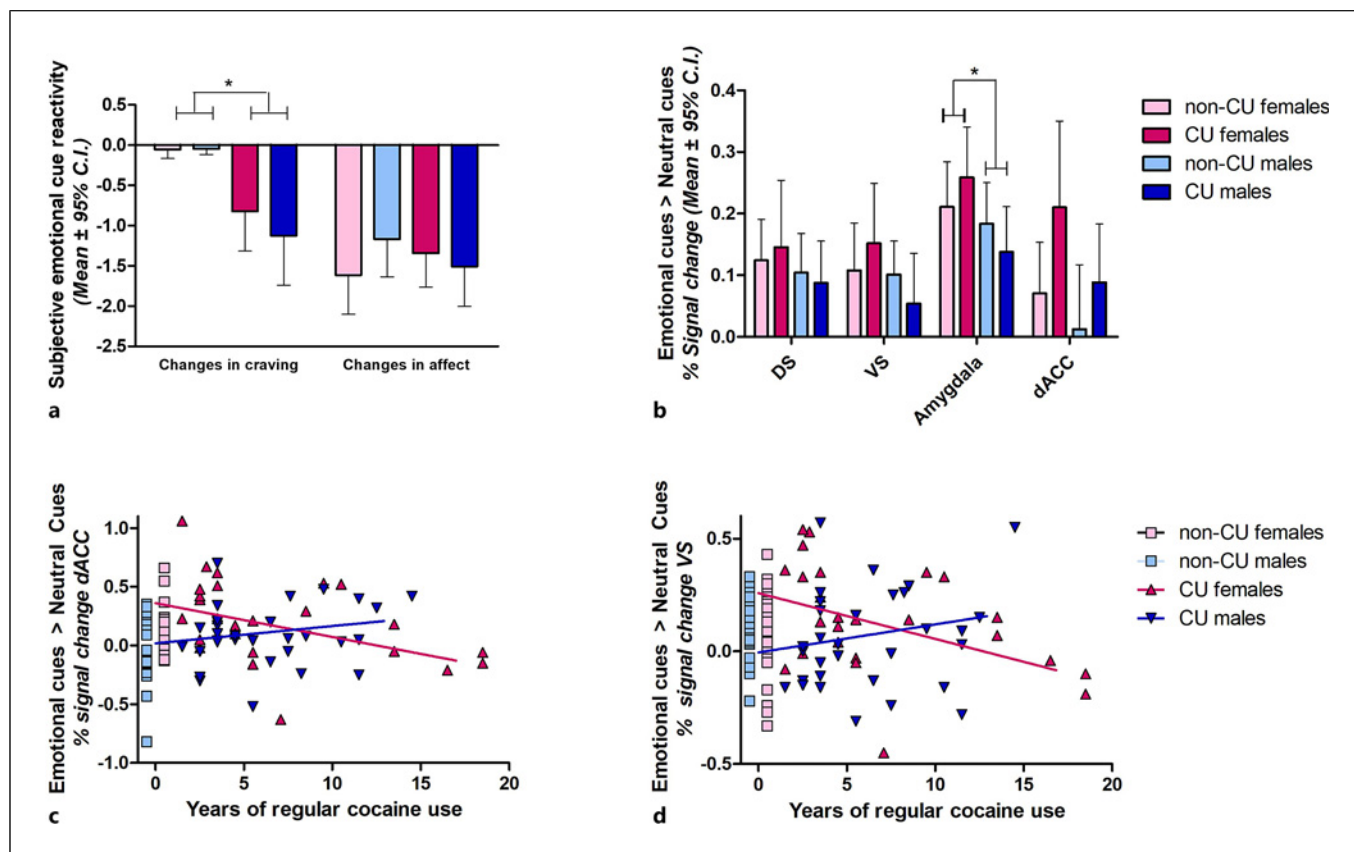 Subjective emotional cue reactivity
(Mean ± 95% C.I.)
0.5
0.0
-0.5
-1.0
-1.5
-2.0
-2.5
*
Changes in craving
Changes in affect
a
Emotional cues > Neutral cues
% Signal change (Mean ± 95% C.I.)
0.4
0.3
0.2
0.1
0.0
*
DS
VS
Amygdala
dACC
b
non-CU females
CU females
non-CU males
CU males
Emotional cues > Neutral Cues
% signal change dACC
1.0
0.5
0.0
-0.5
-1.0
0
5
10
15
20
Years of regular cocaine use
c
Emotional cues > Neutral Cues
% signal change VS
0.5
0.0
-0.5
0
5
10
15
20
Years of regular cocaine use
d
non-CU females
non-CU males
CU females
CU males